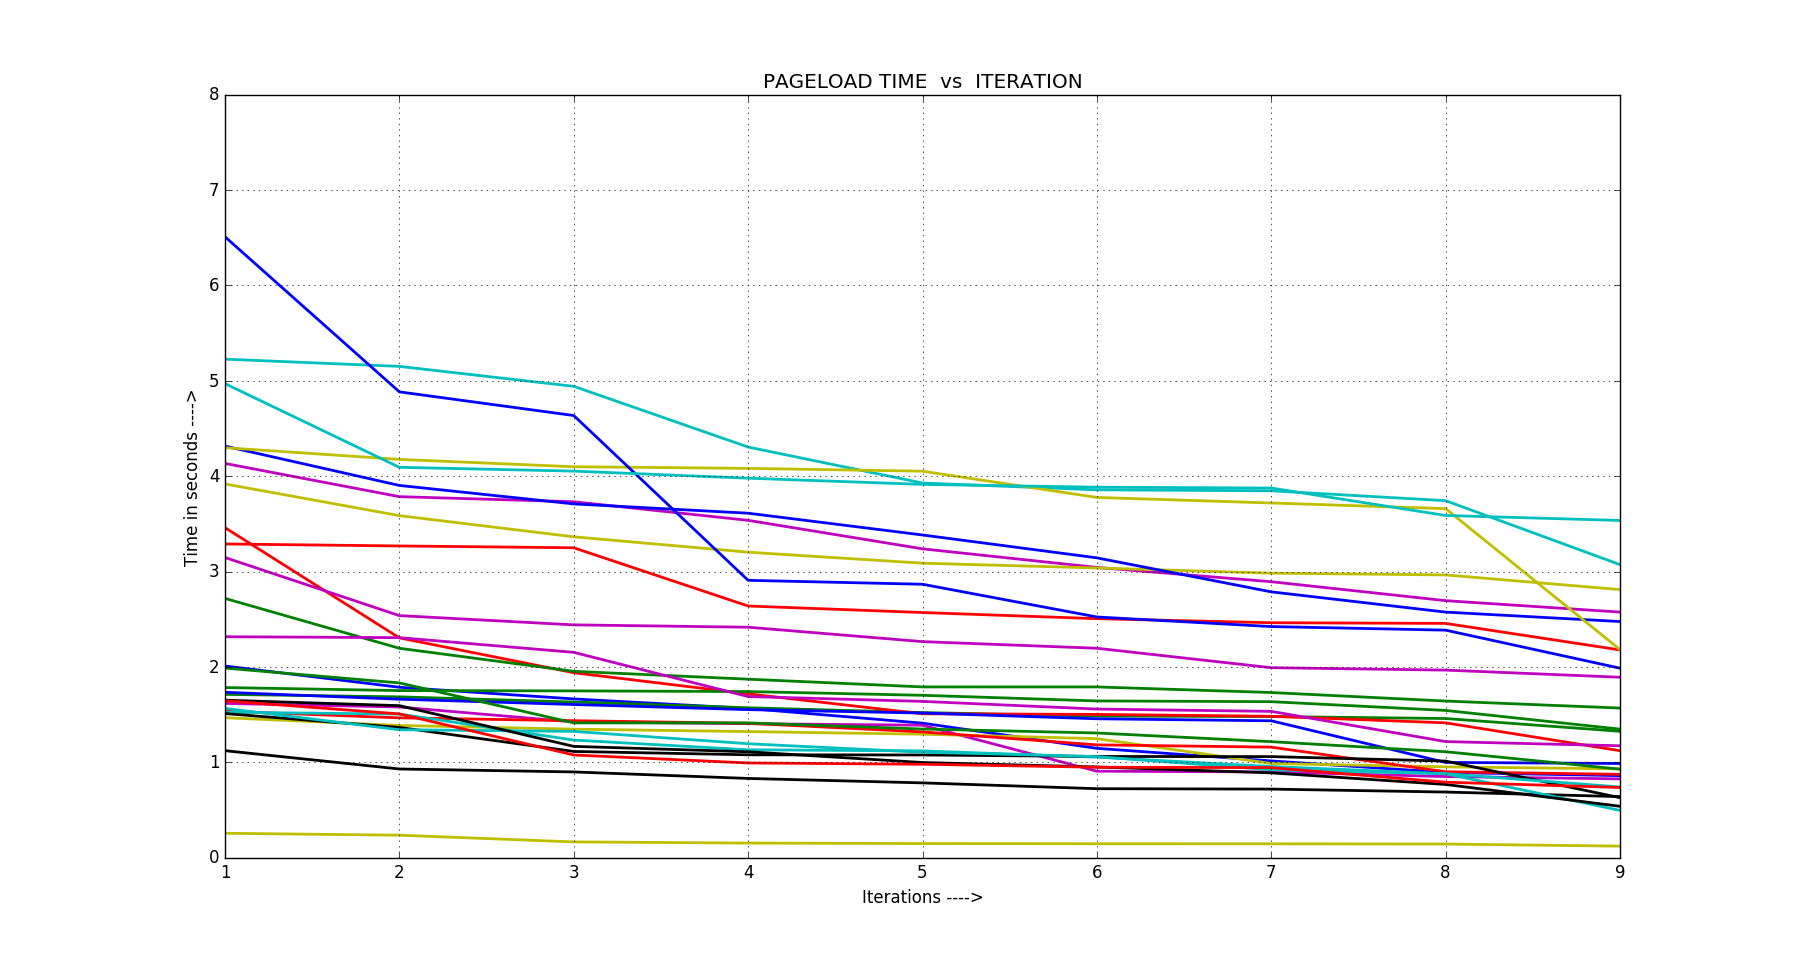 PAGELOAD TIME  vs  ITERATION
8
7
6
5
4
3
2
1
0
Time in seconds ---->
1 2 3 4 5 6 7 8 9
Iterations ---->